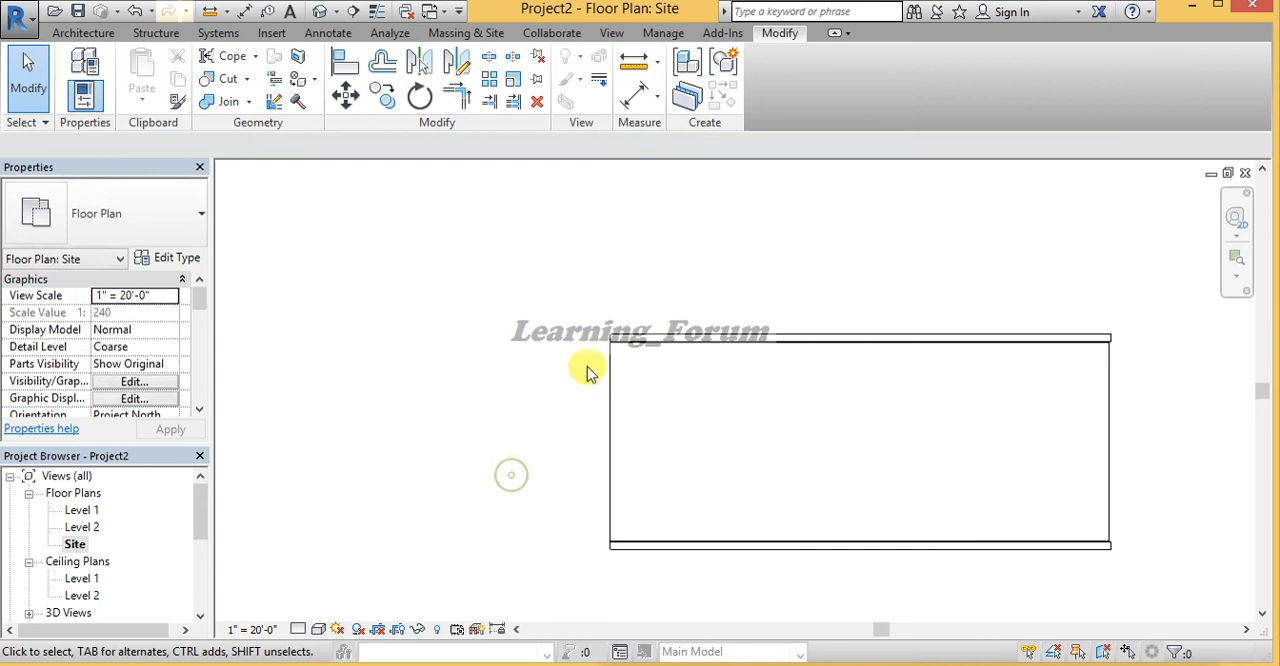 Project2 - Floor Plan: Site
Type a keyword or phrase
Sign In
Architecture Structure Systems Insert Annotate Analyze Massing & Site Collaborate View Manage Add-Ins Modify
Modify
Paste
Cope
Cut
Join
Select Properties Clipboard Geometry Modify View Measure Create
Properties
Floor Plan
Floor Plan: Site
Edit Type
Graphics
View Scale 1" = 20'-0"
Scale Value 1: 240
Display Model Normal
Detail Level Coarse
Parts Visibility Show Original
Visibility/Grap... Edit...
Graphic Displ... Edit...
Orientation Project North
Properties help
Apply
Project Browser - Project2
Views (all)
Floor Plans
Level 1
Level 2
Site
Ceiling Plans
Level 1
Level 2
3D Views
Learning_Forum
2D
1" = 20'-0"
Click to select, TAB for alternates, CTRL adds, SHIFT unselects.
:0
Main Model
:0